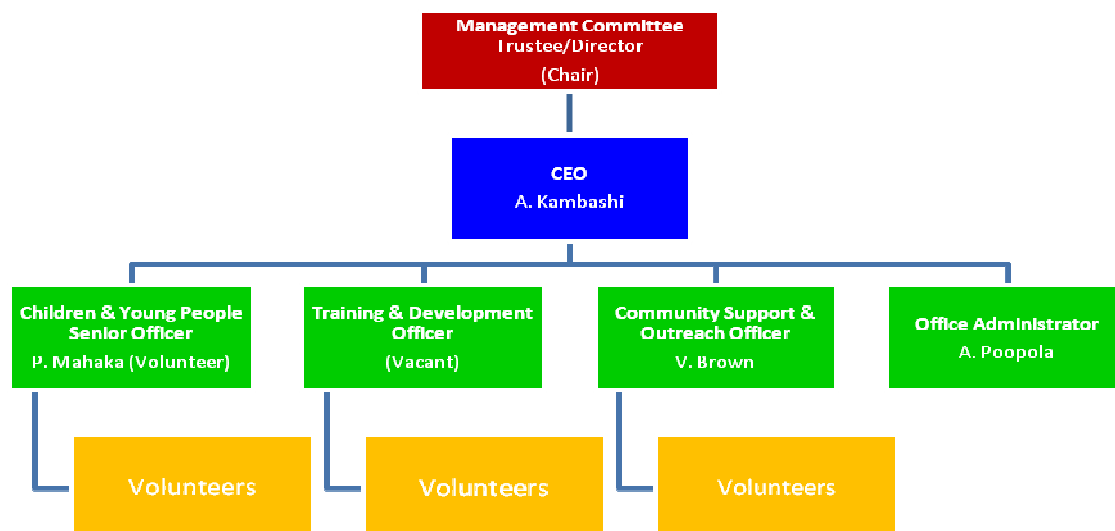 Management Committee
Trustee/Director
(Chair)
CEO
A. Kambashi
Children & Young People
Senior Officer
P. Mahaka (Volunteer)
Training & Development
Officer
(Vacant)
Community Support &
Outreach Officer
V. Brown
Office Administrator
A. Poopola
Volunteers
Volunteers
Volunteers